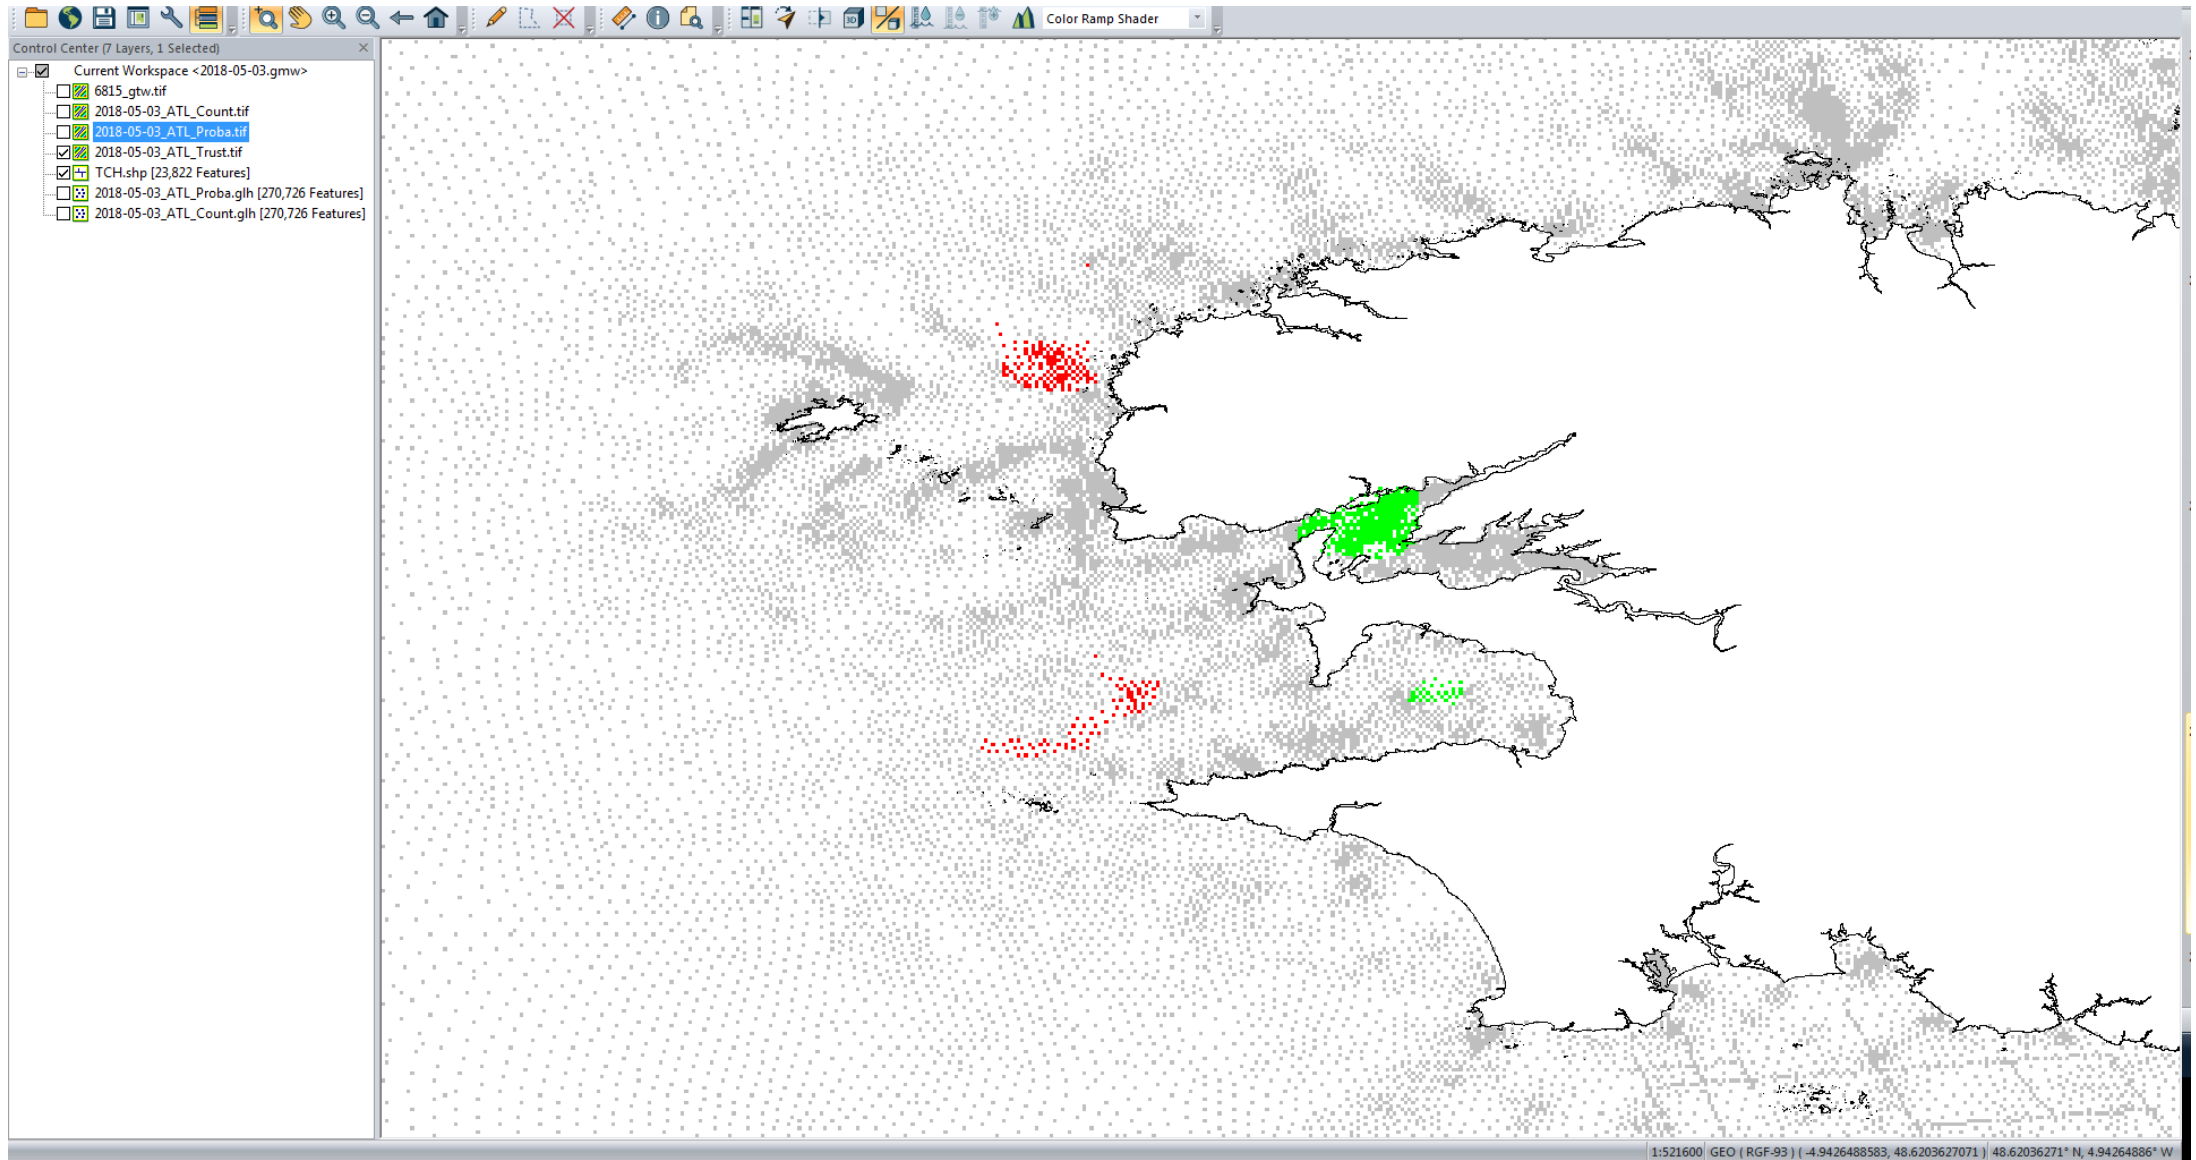 Color Ramp Shader
Control Center (7 Layers, 1 Selected)
Current Workspace <2018-05-03.gmw>
6815_gtw.tif
2018-05-03_ATL_Count.tif
2018-05-03_ATL_Proba.tif
2018-05-03_ATL_Trust.tif
TCH.shp [23,822 Features]
2018-05-03_ATL_Proba.glh [270,726 Features]
2018-05-03_ATL_Count.glh [270,726 Features]
1:521600 GEO ( RGF-93 ) ( -4.9426488583, 48.6203627071 ) 48.62036271° N, 4.94264886° W